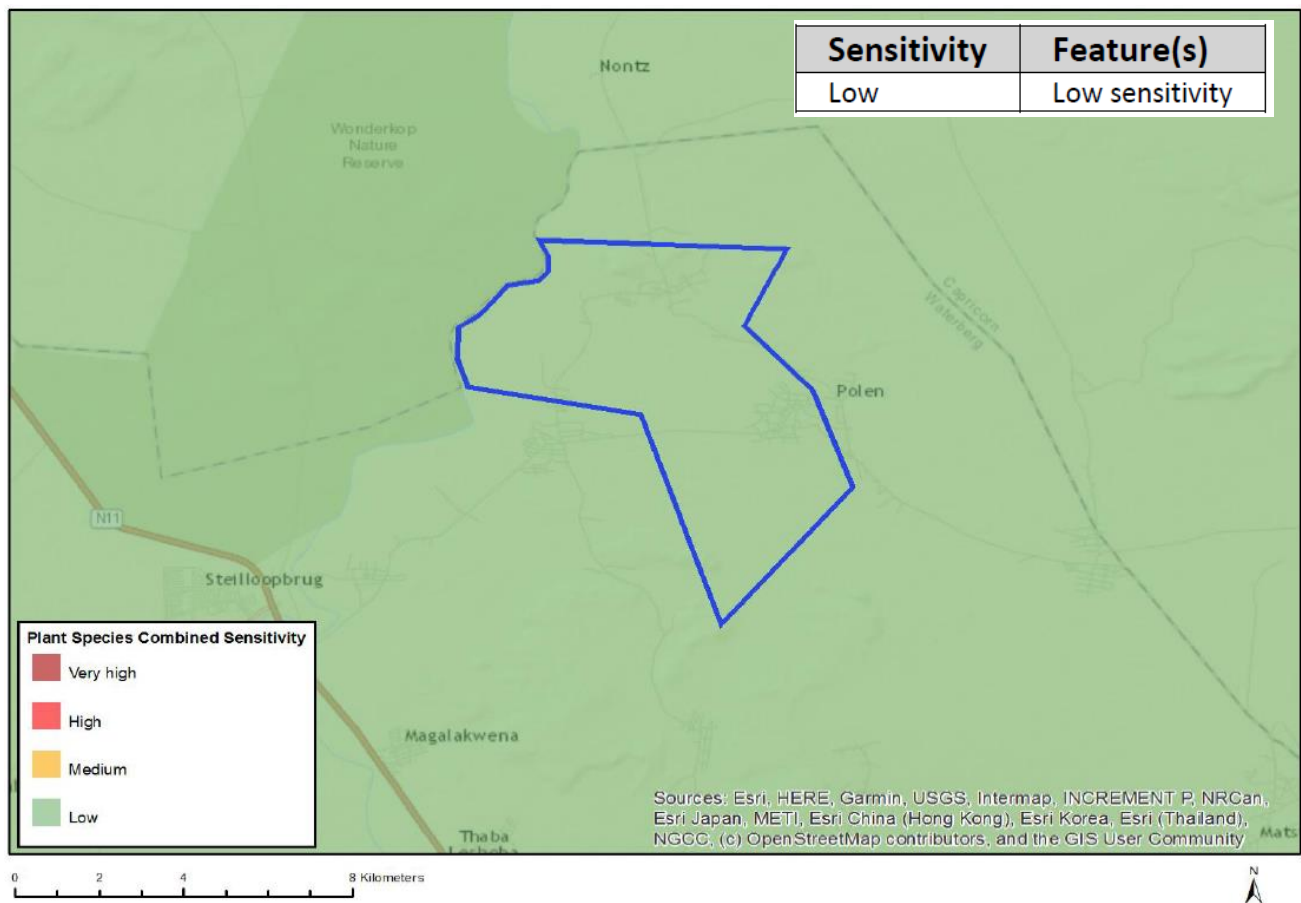 Sensitivity Feature(s)
Low Low sensitivity
Nontz
Wonderkop
Nature
Reserve
Capricorn
Waterberg
Polen
N11
Steilloopbrug
Plant Species Combined Sensitivity
Very high
High
Medium
Low
Magalakwena
Thaba
Sources: Esri, HERE, Garmin, USGS, Intermap, INCREMENT P, NRCan,
Esri Japan, METI, Esri China (Hong Kong), Esri Korea, Esri (Thailand),
NGCC, (c) OpenStreetMap contributors, and the GIS User Community
Mats
0 2 4 8 Kilometers
N